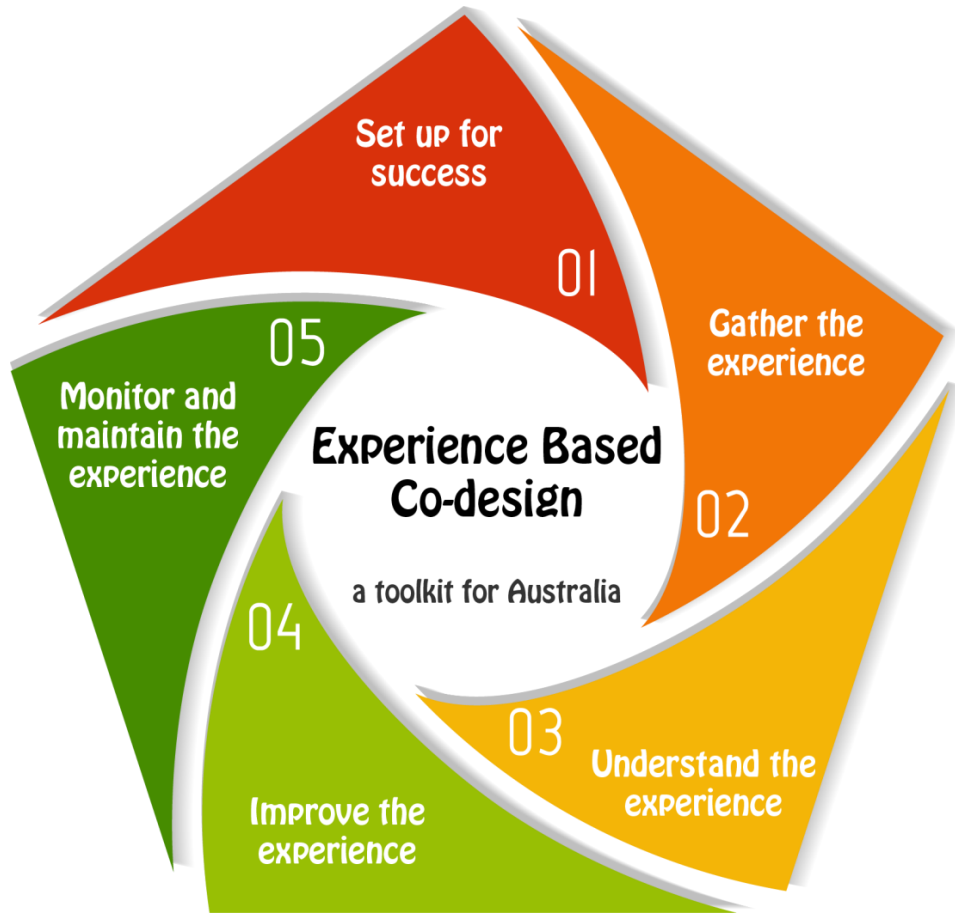 Set up for
success
01
Gather the
experience
02
Understand the
experience
03
Improve the
experience
04
Monitor and
maintain the
experience
05
Experience Based
Co-design
a toolkit for Australia